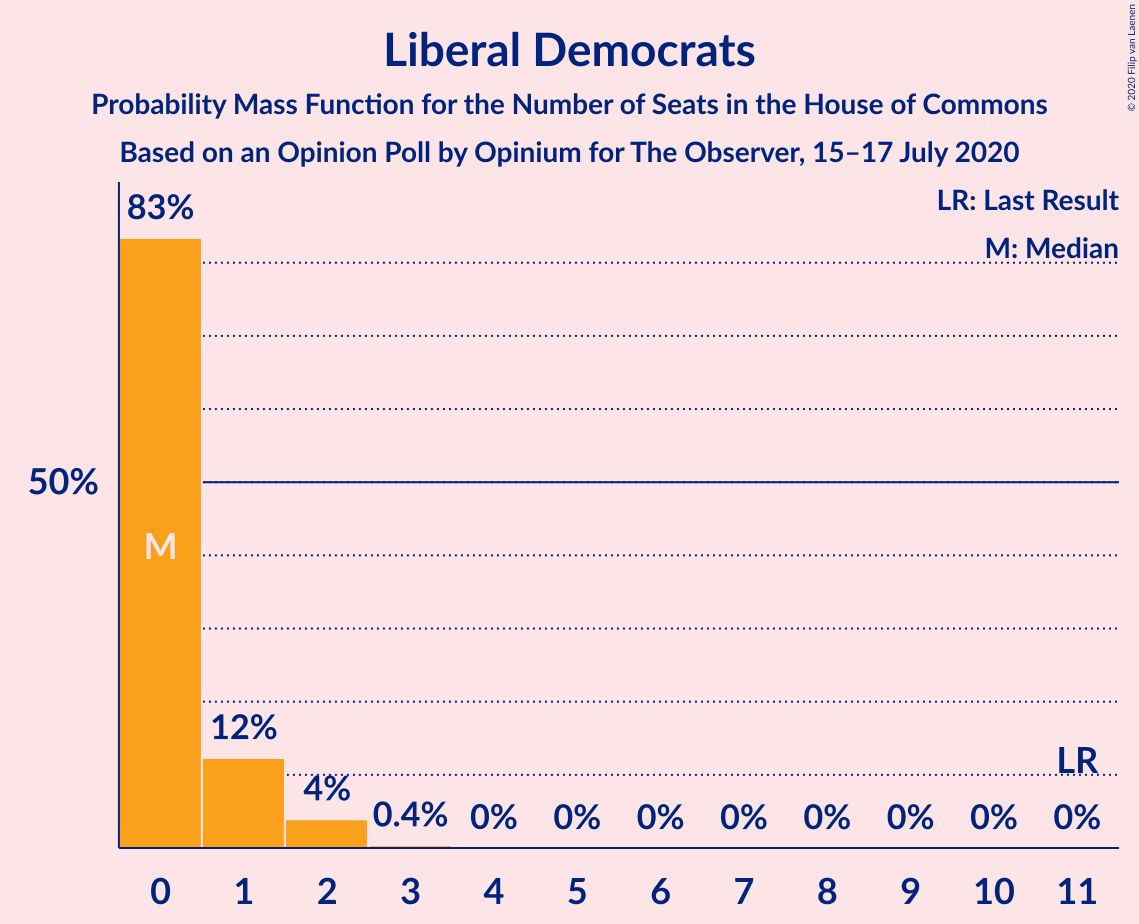 Liberal Democrats
Probability Mass Function for the Number of Seats in the House of Commons
Based on an Opinion Poll by Opinium for The Observer, 15–17 July 2020
© 2020 Filip van Laenen
LR: Last Result
M: Median
83%
50%
M
12%
4%
0.4%
0%
0%
0%
0%
0%
0%
0%
LR
0%
0 1 2 3 4 5 6 7 8 9 10 11